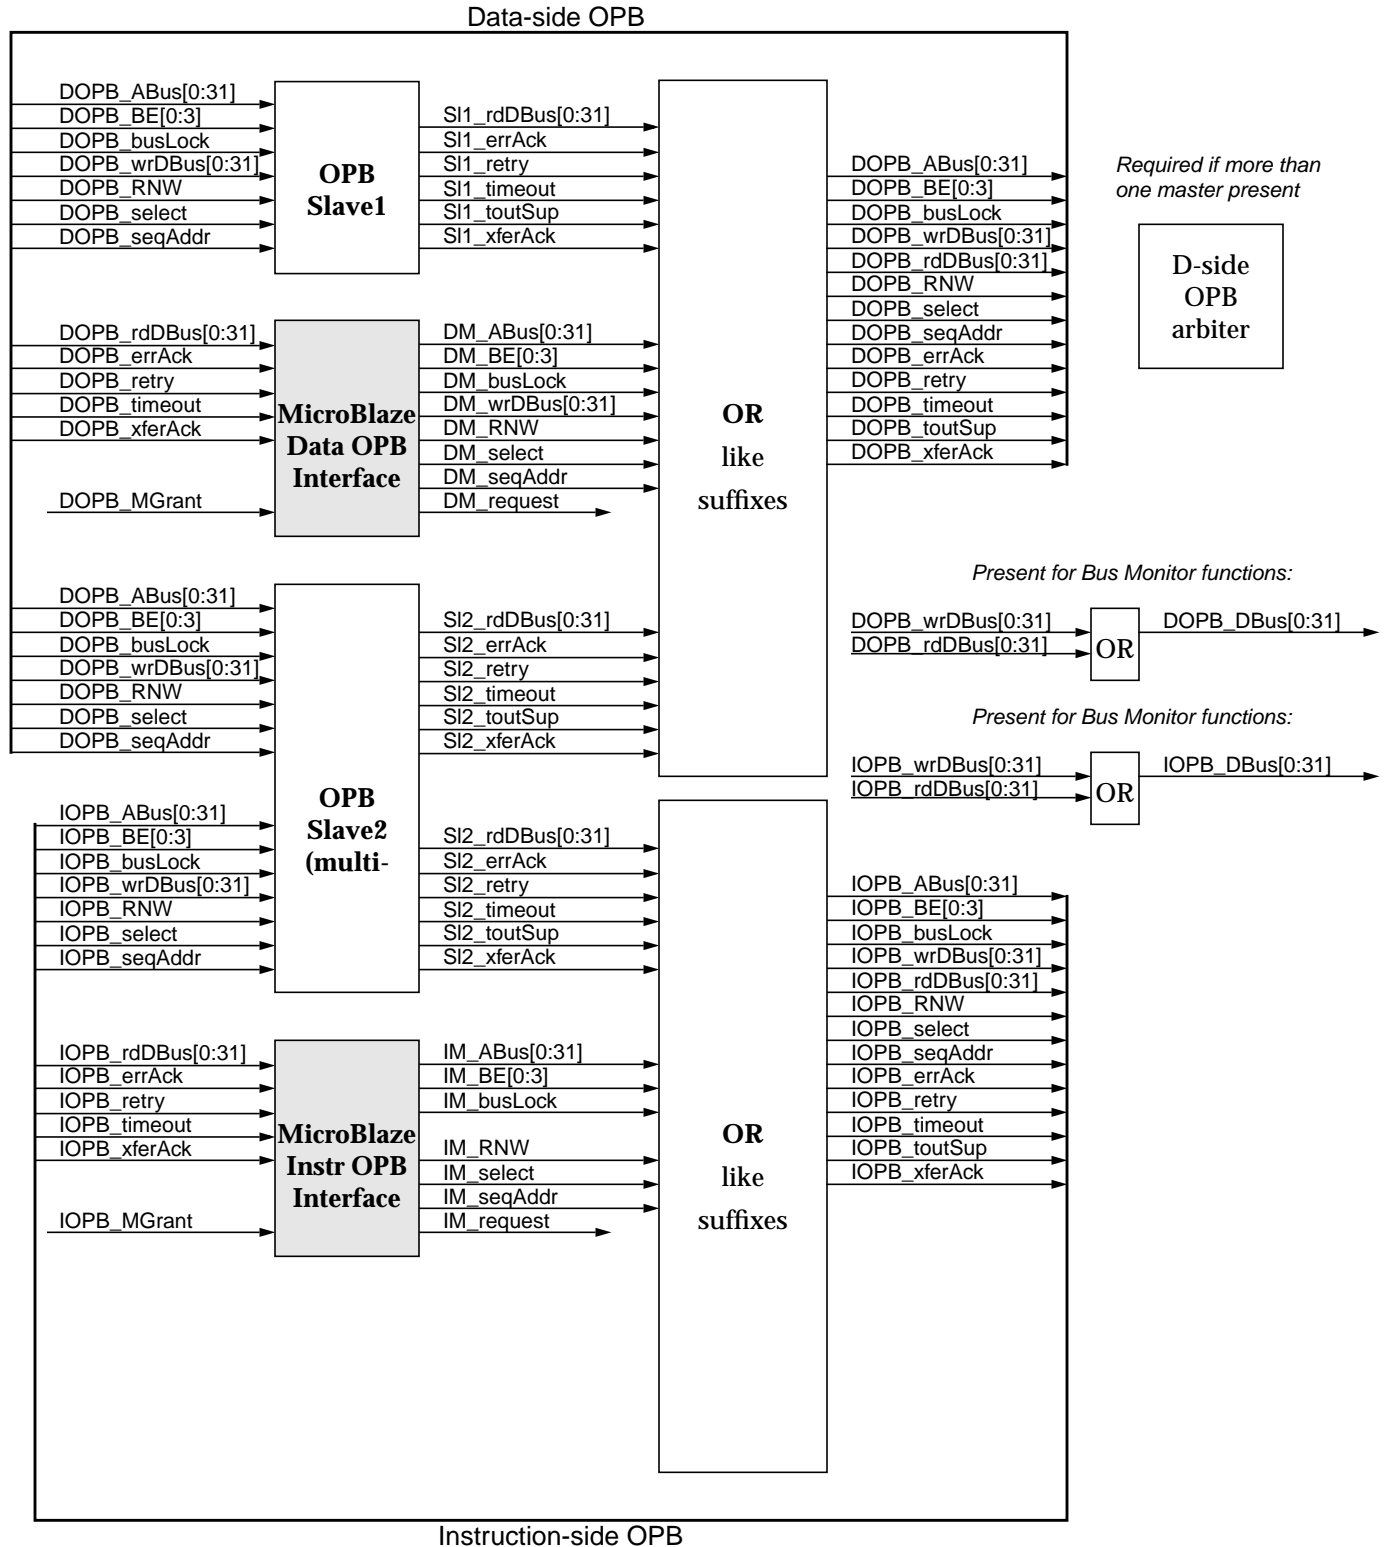 Data-side OPB
DOPB_ABus[0:31]
DOPB_BE[0:3]
DOPB_busLock
DOPB_wrDBus[0:31]
DOPB_RNW
DOPB_select
DOPB_seqAddr
OPB
Slave1
Sl1_rdDBus[0:31]
Sl1_errAck
Sl1_retry
Sl1_timeout
Sl1_toutSup
Sl1_xferAck
DOPB_rdDBus[0:31]
DOPB_errAck
DOPB_retry
DOPB_timeout
DOPB_xferAck
DOPB_MGrant
MicroBlaze
Data OPB
Interface
DM_ABus[0:31]
DM_BE[0:3]
DM_busLock
DM_wrDBus[0:31]
DM_RNW
DM_select
DM_seqAddr
DM_request
OR
like
suffixes
DOPB_ABus[0:31]
DOPB_BE[0:3]
DOPB_busLock
DOPB_wrDBus[0:31]
DOPB_rdDBus[0:31]
DOPB_RNW
DOPB_select
DOPB_seqAddr
DOPB_errAck
DOPB_retry
DOPB_timeout
DOPB_toutSup
DOPB_xferAck
Required if more than
one master present
D-side
OPB
arbiter
DOPB_ABus[0:31]
DOPB_BE[0:3]
DOPB_busLock
DOPB_wrDBus[0:31]
DOPB_RNW
DOPB_select
DOPB_seqAddr
Sl2_rdDBus[0:31]
Sl2_errAck
Sl2_retry
Sl2_timeout
Sl2_toutSup
Sl2_xferAck
Present for Bus Monitor functions:
DOPB_wrDBus[0:31]
DOPB_rdDBus[0:31]
OR
DOPB_DBus[0:31]
Present for Bus Monitor functions:
IOPB_wrDBus[0:31]
IOPB_rdDBus[0:31]
OR
IOPB_DBus[0:31]
OPB
Slave2
(multi-
IOPB_ABus[0:31]
IOPB_BE[0:3]
IOPB_busLock
IOPB_wrDBus[0:31]
IOPB_RNW
IOPB_select
IOPB_seqAddr
Sl2_rdDBus[0:31]
Sl2_errAck
Sl2_retry
Sl2_timeout
Sl2_toutSup
Sl2_xferAck
IOPB_rdDBus[0:31]
IOPB_errAck
IOPB_retry
IOPB_timeout
IOPB_xferAck
IOPB_MGrant
MicroBlaze
Instr OPB
Interface
IM_ABus[0:31]
IM_BE[0:3]
IM_busLock
IM_RNW
IM_select
IM_seqAddr
IM_request
OR
like
suffixes
IOPB_ABus[0:31]
IOPB_BE[0:3]
IOPB_busLock
IOPB_wrDBus[0:31]
IOPB_rdDBus[0:31]
IOPB_RNW
IOPB_select
IOPB_seqAddr
IOPB_errAck
IOPB_retry
IOPB_timeout
IOPB_toutSup
IOPB_xferAck
Instruction-side OPB